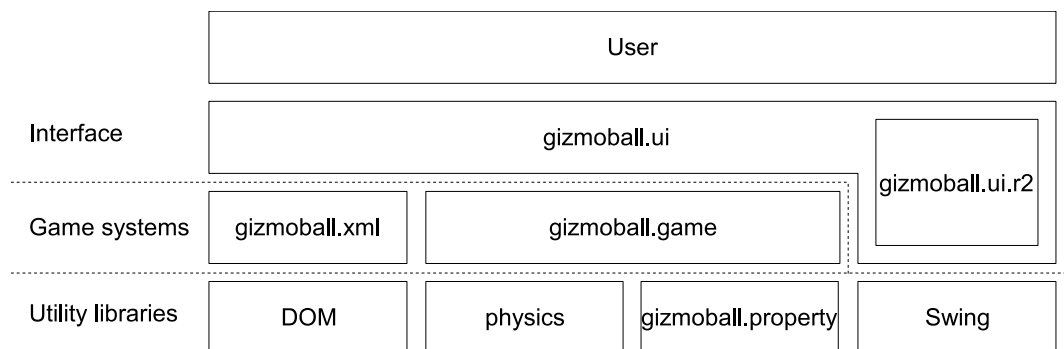 User
Interface
gizmoball.ui
gizmoball.ui.r2
Game systems
gizmoball.xml
gizmoball.game
Utility libraries
DOM
physics
gizmoball.property
Swing